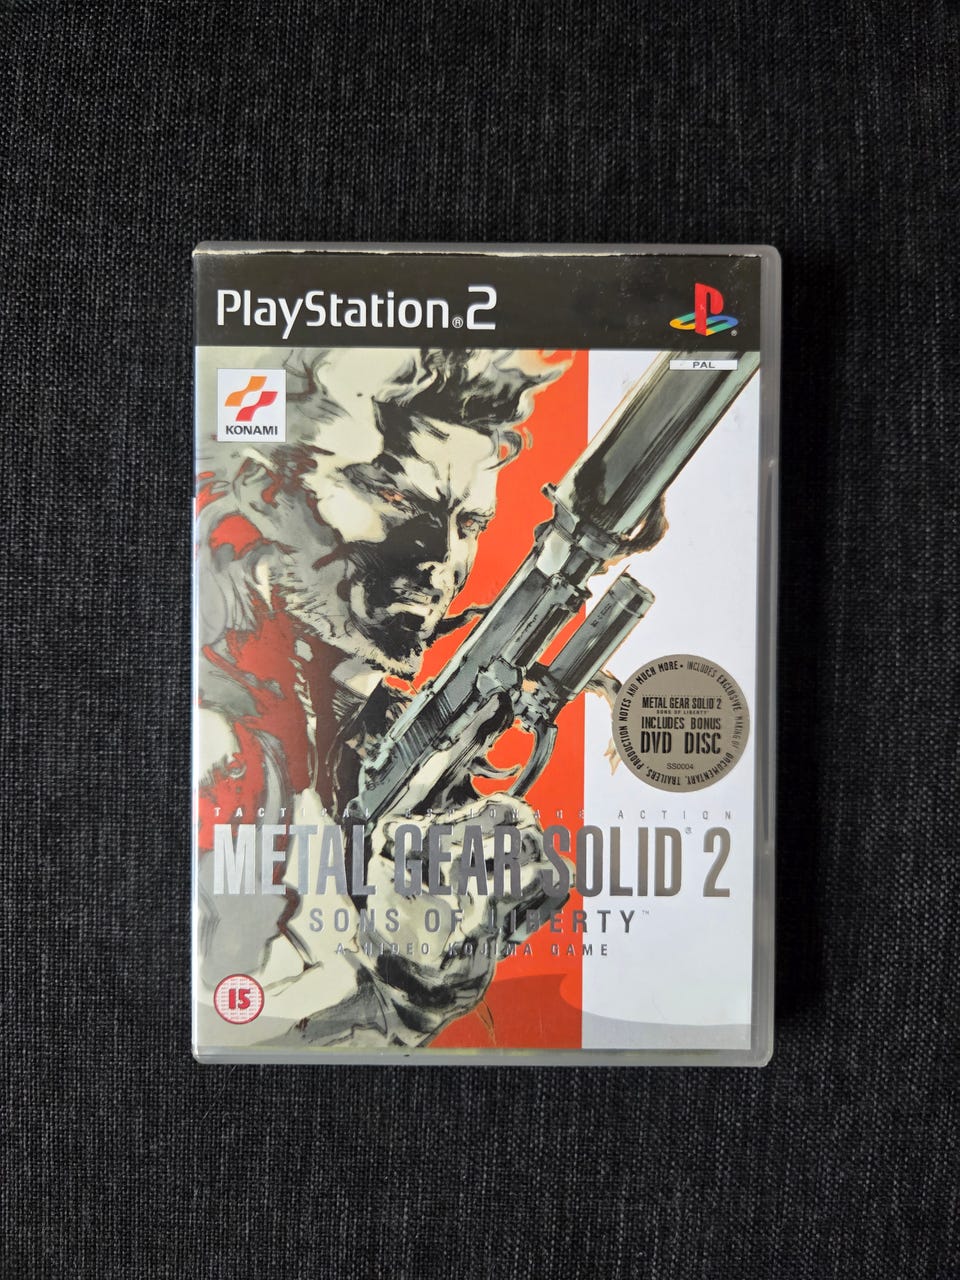 PlayStation®2
PAL
KONAMI
PRODUCTION NOTES AND MUCH MORE • INCLUDES EXCLUSIVE 'MAKING OF' DOCUMENTARY, TRAILERS,
METAL GEAR SOLID 2
SONS OF LIBERTY
INCLUDES BONUS
DVD DISC
SS0004
TACTICAL ESPIONAGE ACTION
METAL GEAR SOLID® 2
SONS OF LIBERTY™
A HIDEO KOJIMA GAME
15